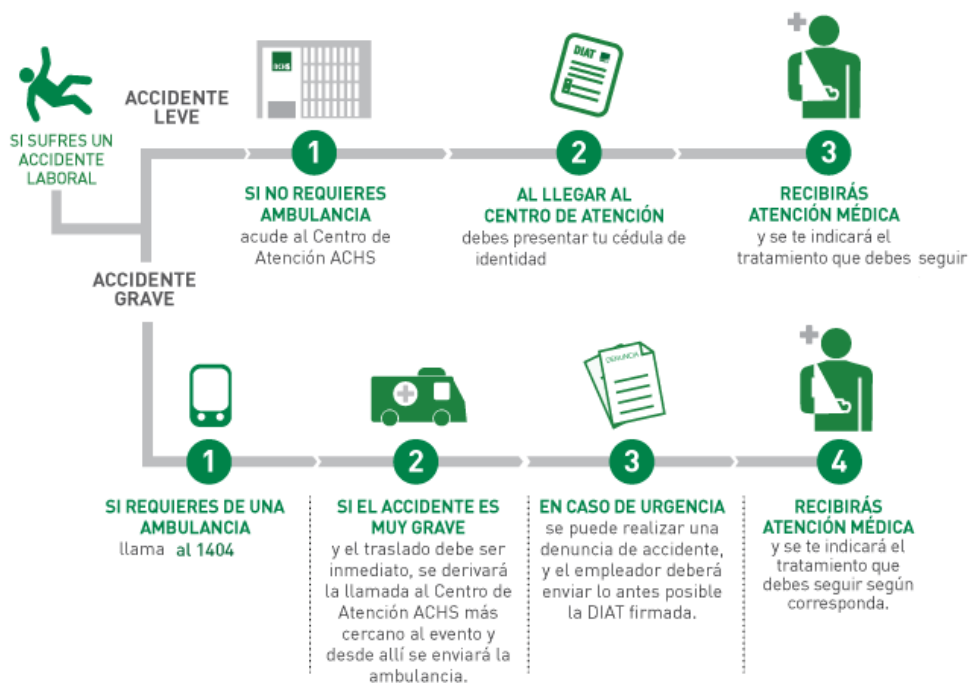 SI SUFRES UN
ACCIDENTE
LABORAL
ACCIDENTE
LEVE
ACHS
1
SI NO REQUIERES
AMBULANCIA
acude al Centro de
Atención ACHS
DIAT
2
AL LLEGAR AL
CENTRO DE ATENCIÓN
debes presentar tu cédula de
identidad
3
RECIBIRÁS
ATENCIÓN MÉDICA
y se te indicará el
tratamiento que debes seguir
ACCIDENTE
GRAVE
1
SI REQUIERES DE UNA
AMBULANCIA
llama al 1404
2
SI EL ACCIDENTE ES
MUY GRAVE
y el traslado debe ser
inmediato, se derivará
la llamada al Centro de
Atención ACHS más
cercano al evento y
desde allí se enviará la
ambulancia.
DENUNCIA
3
EN CASO DE URGENCIA
se puede realizar una
denuncia de accidente,
y el empleador deberá
enviar lo antes posible
la DIAT firmada.
4
RECIBIRÁS
ATENCIÓN MÉDICA
y se te indicará el
tratamiento que
debes seguir según
corresponda.